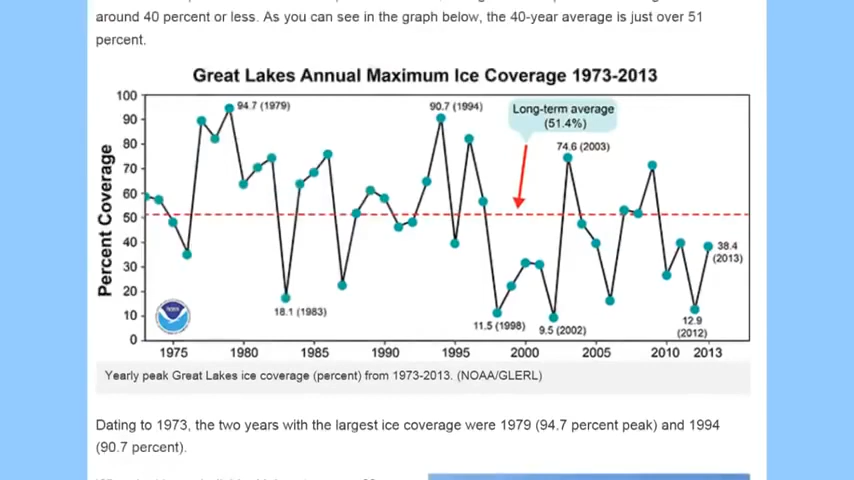 around 40 percent or less. As you can see in the graph below, the 40-year average is just over 51
percent.
Great Lakes Annual Maximum Ice Coverage 1973-2013
Percent Coverage
100
90
80
70
60
50
40
30
20
10
0
94.7 (1979)
90.7 (1994)
Long-term average
(51.4%)
74.6 (2003)
38.4
(2013)
18.1 (1983)
11.5 (1998)
9.5 (2002)
12.9
(2012)
1975 1980 1985 1990 1995 2000 2005 2010 2013
Yearly peak Great Lakes ice coverage (percent) from 1973-2013. (NOAA/GLERL)
Dating to 1973, the two years with the largest ice coverage were 1979 (94.7 percent peak) and 1994
(90.7 percent).